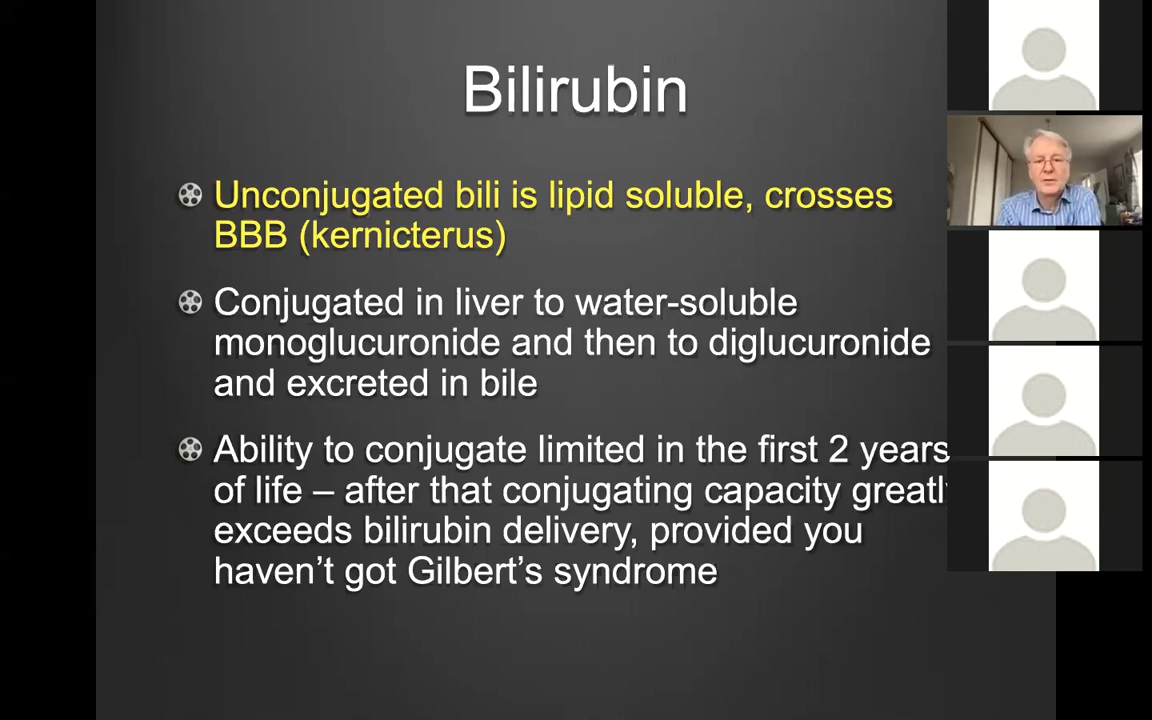 Bilirubin
Unconjugated bili is lipid soluble, crosses
BBB (kernicterus)
Conjugated in liver to water-soluble
monoglucuronide and then to diglucuronide
and excreted in bile
Ability to conjugate limited in the first 2 years
of life – after that conjugating capacity greatly
exceeds bilirubin delivery, provided you
haven’t got Gilbert’s syndrome